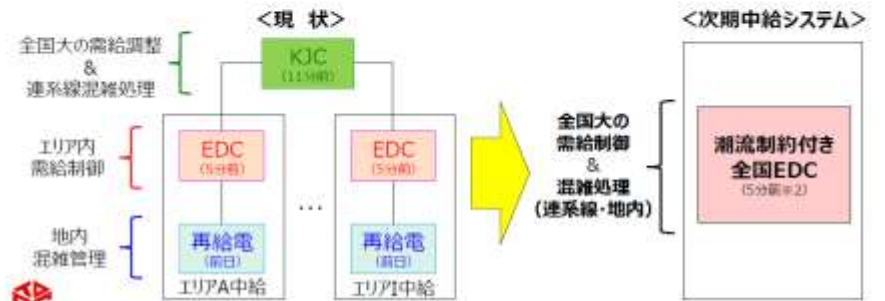 <現 状>
<次期中給システム>
全国大の需給調整
&
連系線混雑処理
KJC
(11分前)
エリア内
需給制御
EDC
(5分前)
EDC
(5分前)
…
地内
混雑管理
再給電
(前日)
再給電
(前日)
エリアA中給
エリアI中給
全国大の
需給制御
&
混雑処理
(連系線・地内)
潮流制約付き
全国EDC
(5分前※2)